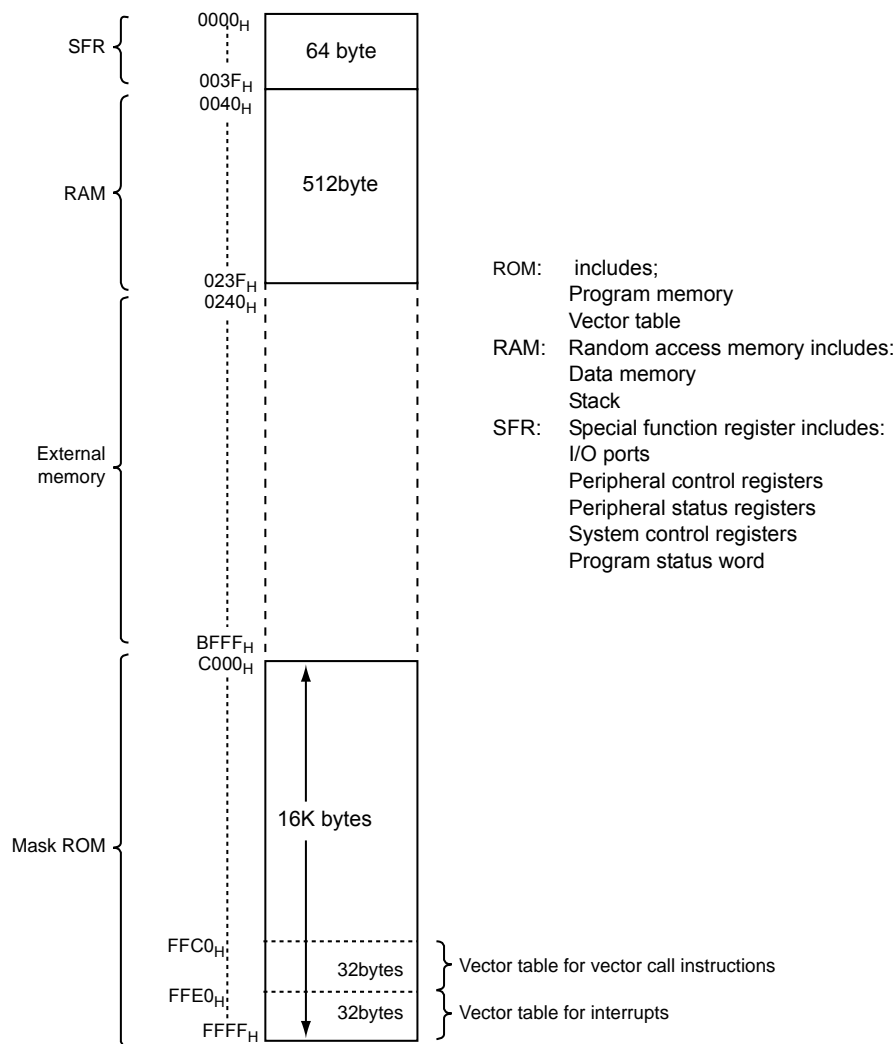 0000H
SFR
64 byte
003FH
0040H
RAM
512byte
023FH
0240H
External
memory
BFFFH
C000H
16K bytes
Mask ROM
FFC0H
32bytes
Vector table for vector call instructions
FFE0H
32bytes
Vector table for interrupts
FFFFH
ROM: includes;
Program memory
Vector table
RAM: Random access memory includes:
Data memory
Stack
SFR: Special function register includes:
I/O ports
Peripheral control registers
Peripheral status registers
System control registers
Program status word